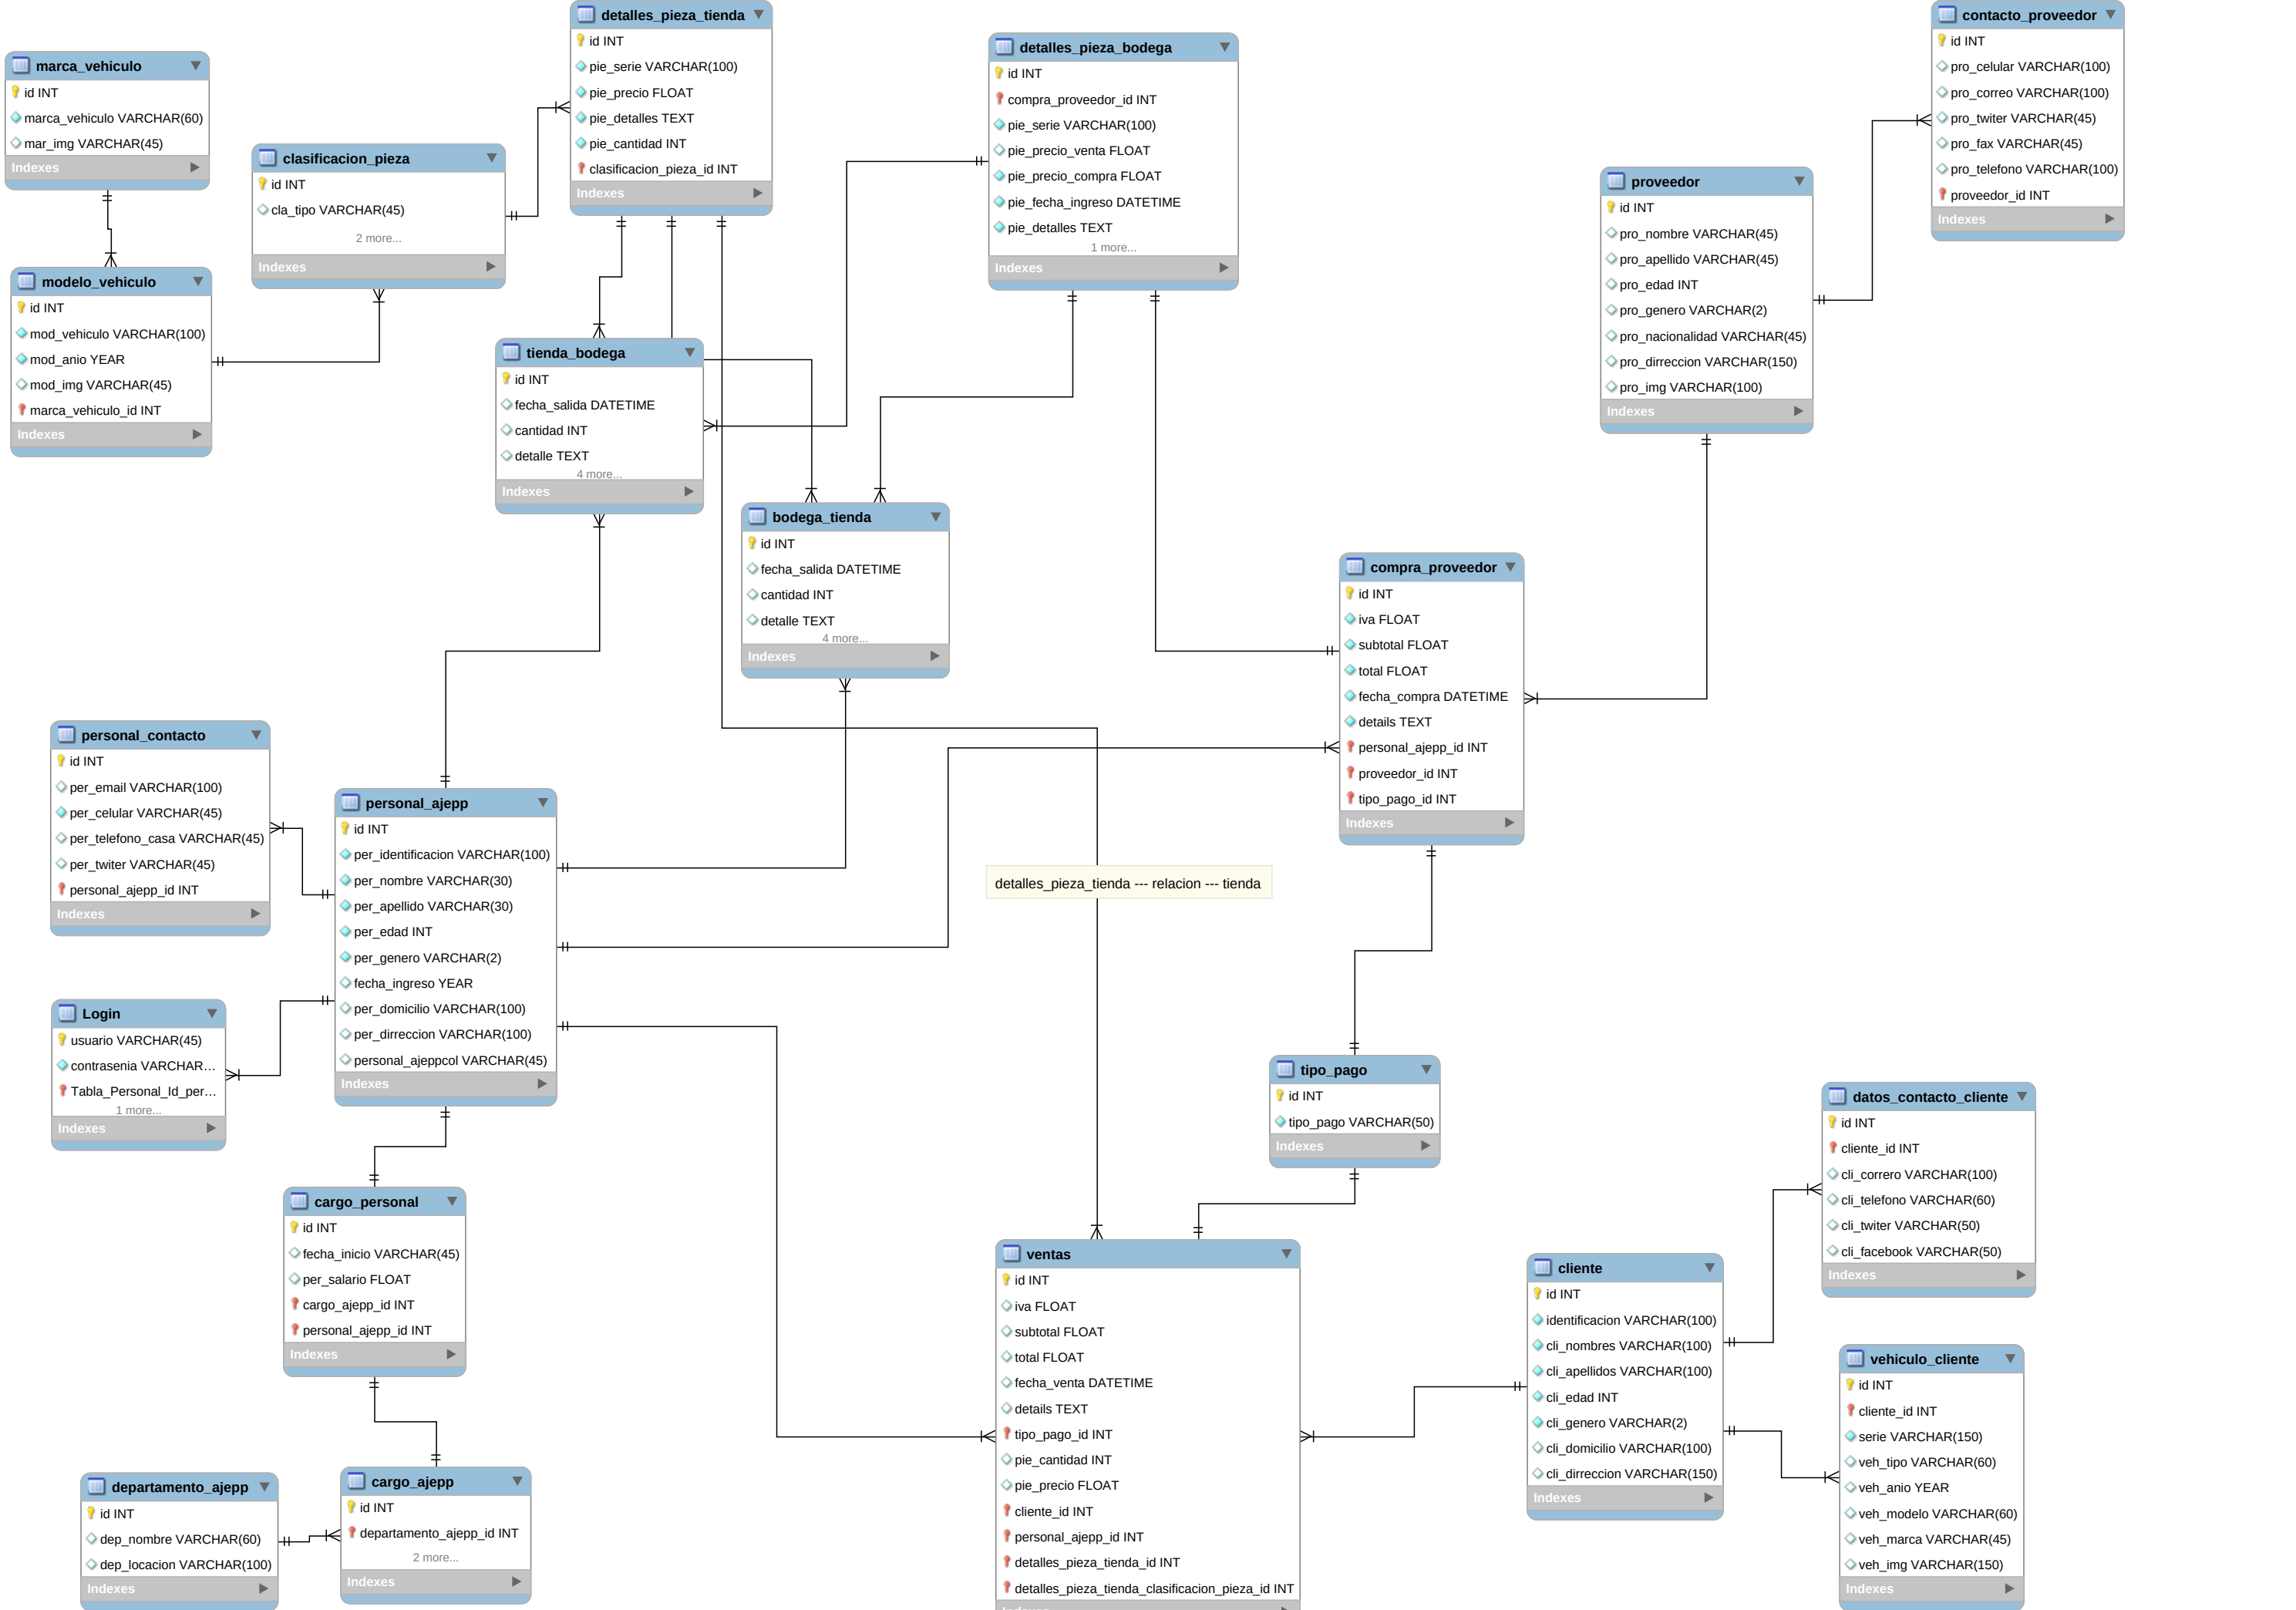 marca_vehiculo
id INT
marca_vehiculo VARCHAR(60)
mar_img VARCHAR(45)
Indexes
modelo_vehiculo
id INT
mod_vehiculo VARCHAR(100)
mod_anio YEAR
mod_img VARCHAR(45)
marca_vehiculo_id INT
Indexes
clasificacion_pieza
id INT
cla_tipo VARCHAR(45)
2 more...
Indexes
detalles_pieza_tienda
id INT
pie_serie VARCHAR(100)
pie_precio FLOAT
pie_detalles TEXT
pie_cantidad INT
clasificacion_pieza_id INT
Indexes
detalles_pieza_bodega
id INT
compra_proveedor_id INT
pie_serie VARCHAR(100)
pie_precio_venta FLOAT
pie_precio_compra FLOAT
pie_fecha_ingreso DATETIME
pie_detalles TEXT
1 more...
Indexes
contacto_proveedor
id INT
pro_celular VARCHAR(100)
pro_correo VARCHAR(100)
pro_twiter VARCHAR(45)
pro_fax VARCHAR(45)
pro_telefono VARCHAR(100)
proveedor_id INT
Indexes
proveedor
id INT
pro_nombre VARCHAR(45)
pro_apellido VARCHAR(45)
pro_edad INT
pro_genero VARCHAR(2)
pro_nacionalidad VARCHAR(45)
pro_dirreccion VARCHAR(150)
pro_img VARCHAR(100)
Indexes
tienda_bodega
id INT
fecha_salida DATETIME
cantidad INT
detalle TEXT
4 more...
Indexes
bodega_tienda
id INT
fecha_salida DATETIME
cantidad INT
detalle TEXT
4 more...
Indexes
compra_proveedor
id INT
iva FLOAT
subtotal FLOAT
total FLOAT
fecha_compra DATETIME
details TEXT
personal_ajepp_id INT
proveedor_id INT
tipo_pago_id INT
Indexes
personal_contacto
id INT
per_email VARCHAR(100)
per_celular VARCHAR(45)
per_telefono_casa VARCHAR(45)
per_twiter VARCHAR(45)
personal_ajepp_id INT
Indexes
personal_ajepp
id INT
per_identificacion VARCHAR(100)
per_nombre VARCHAR(30)
per_apellido VARCHAR(30)
per_edad INT
per_genero VARCHAR(2)
fecha_ingreso YEAR
per_domicilio VARCHAR(100)
per_dirreccion VARCHAR(100)
personal_ajeppcol VARCHAR(45)
Indexes
detalles_pieza_tienda --- relacion --- tienda
Login
usuario VARCHAR(45)
contrasenia VARCHAR...
Tabla_Personal_Id_per...
1 more...
Indexes
tipo_pago
id INT
tipo_pago VARCHAR(50)
Indexes
datos_contacto_cliente
id INT
cliente_id INT
cli_correro VARCHAR(100)
cli_telefono VARCHAR(60)
cli_twiter VARCHAR(50)
cli_facebook VARCHAR(50)
Indexes
cargo_personal
id INT
fecha_inicio VARCHAR(45)
per_salario FLOAT
cargo_ajepp_id INT
personal_ajepp_id INT
Indexes
ventas
id INT
iva FLOAT
subtotal FLOAT
total FLOAT
fecha_venta DATETIME
details TEXT
tipo_pago_id INT
pie_cantidad INT
pie_precio FLOAT
cliente_id INT
personal_ajepp_id INT
detalles_pieza_tienda_id INT
detalles_pieza_tienda_clasificacion_pieza_id INT
Indexes
cliente
id INT
identificacion VARCHAR(100)
cli_nombres VARCHAR(100)
cli_apellidos VARCHAR(100)
cli_edad INT
cli_genero VARCHAR(2)
cli_domicilio VARCHAR(100)
cli_dirreccion VARCHAR(150)
Indexes
vehiculo_cliente
id INT
cliente_id INT
serie VARCHAR(150)
veh_tipo VARCHAR(60)
veh_anio YEAR
veh_modelo VARCHAR(60)
veh_marca VARCHAR(45)
veh_img VARCHAR(150)
Indexes
departamento_ajepp
id INT
dep_nombre VARCHAR(60)
dep_locacion VARCHAR(100)
Indexes
cargo_ajepp
id INT
departamento_ajepp_id INT
2 more...
Indexes